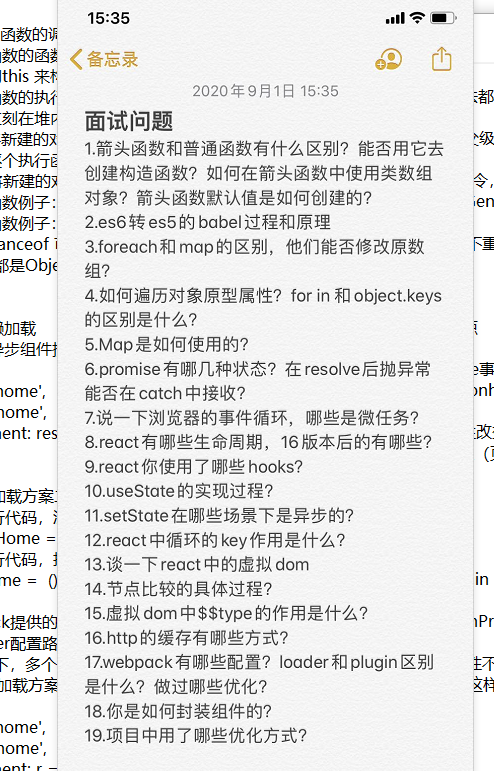 15:35
备忘录
2020年9月1日 15:35
面试问题
1.箭头函数和普通函数有什么区别？能否用它去
创建构造函数？如何在箭头函数中使用类数组
对象？箭头函数默认值是如何创建的？
2.es6转es5的babel过程和原理
3.foreach和map的区别，他们能否修改原数
组？
4.如何遍历对象原型属性？for in 和object.keys
的区别是什么？
5.Map是如何使用的？
6.promise有哪几种状态？在resolve后抛异常
能否在catch中接收？
7.说一下浏览器的事件循环，哪些是微任务？
8.react有哪些生命周期，16版本后的有哪些？
9.react你使用了哪些hooks？
10.useState的实现过程？
11.setState在哪些场景下是异步的？
12.react中循环的key作用是什么？
13.谈一下react中的虚拟dom
14.节点比较的具体过程？
15.虚拟dom中$$type的作用是什么？
16.http的缓存有哪些方式？
17.webpack有哪些配置？loader和plugin区别
是什么？做过哪些优化？
18.你是如何封装组件的？
19.项目中用了哪些优化方式？